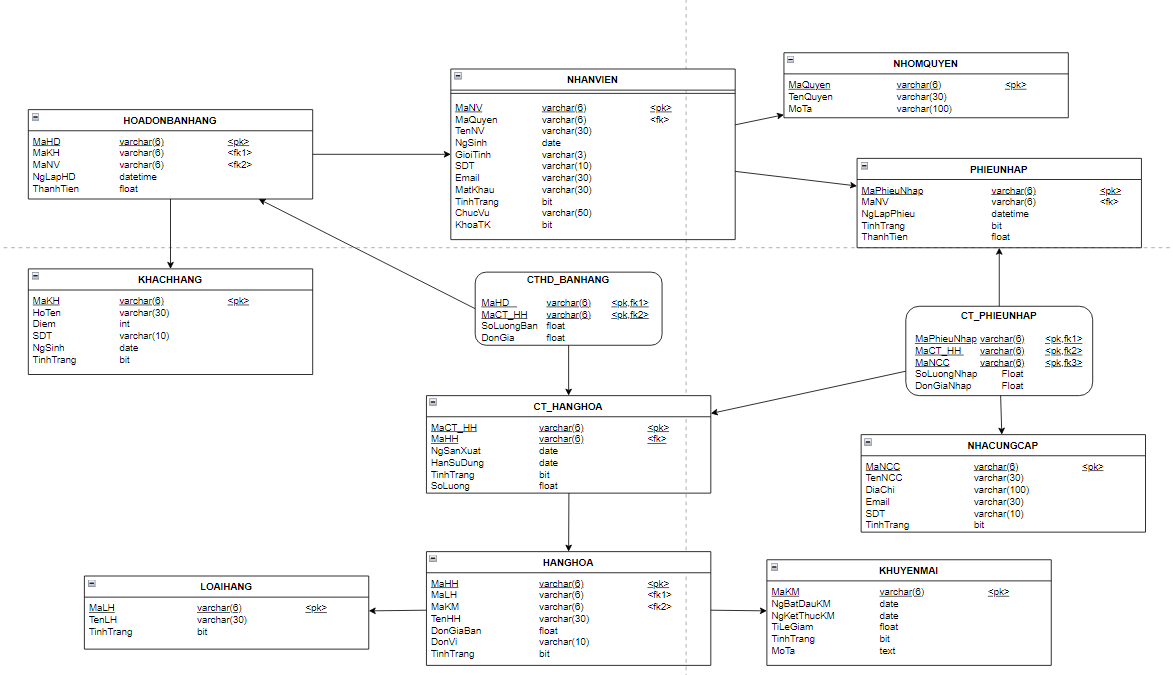 HOADONBANHANG
MaHD varchar(6) <pk>
MaKH varchar(6) <fk1>
MaNV varchar(6) <fk2>
NgLapHD datetime
ThanhTien float
NHANVIEN
MaNV varchar(6) <pk>
MaQuyen varchar(6) <fk>
TenNV varchar(30)
NgSinh date
GioiTinh varchar(3)
SDT varchar(10)
Email varchar(30)
MatKhau varchar(30)
TinhTrang bit
ChucVu varchar(50)
KhoaTK bit
NHOMQUYEN
MaQuyen varchar(6) <pk>
TenQuyen varchar(30)
MoTa varchar(100)
PHIEUNHAP
MaPhieuNhap varchar(6) <pk>
MaNV varchar(6) <fk>
NgLapPhieu datetime
TinhTrang bit
ThanhTien float
KHACHHANG
MaKH varchar(6) <pk>
HoTen varchar(30)
Diem int
SDT varchar(10)
NgSinh date
TinhTrang bit
CTHD_BANHANG
MaHD varchar(6) <pk,fk1>
MaCT_HH varchar(6) <pk,fk2>
SoLuongBan float
DonGia float
CT_PHIEUNHAP
MaPhieuNhap varchar(6) <pk,fk1>
MaCT_HH varchar(6) <pk,fk2>
MaNCC varchar(6) <pk,fk3>
SoLuongNhap Float
DonGiaNhap Float
CT_HANGHOA
MaCT_HH varchar(6) <pk>
MaHH varchar(6) <fk>
NgSanXuat date
HanSuDung date
TinhTrang bit
SoLuong float
NHACUNGCAP
MaNCC varchar(6) <pk>
TenNCC varchar(30)
DiaChi varchar(100)
Email varchar(30)
SDT varchar(10)
TinhTrang bit
LOAIHANG
MaLH varchar(6) <pk>
TenLH varchar(30)
TinhTrang bit
HANGHOA
MaHH varchar(6) <pk>
MaLH varchar(6) <fk1>
MaKM varchar(6) <fk2>
TenHH varchar(30)
DonGiaBan float
DonVi varchar(10)
TinhTrang bit
KHUYENMAI
MaKM varchar(6) <pk>
NgBatDauKM date
NgKetThucKM date
TiLeGiam float
TinhTrang bit
MoTa text